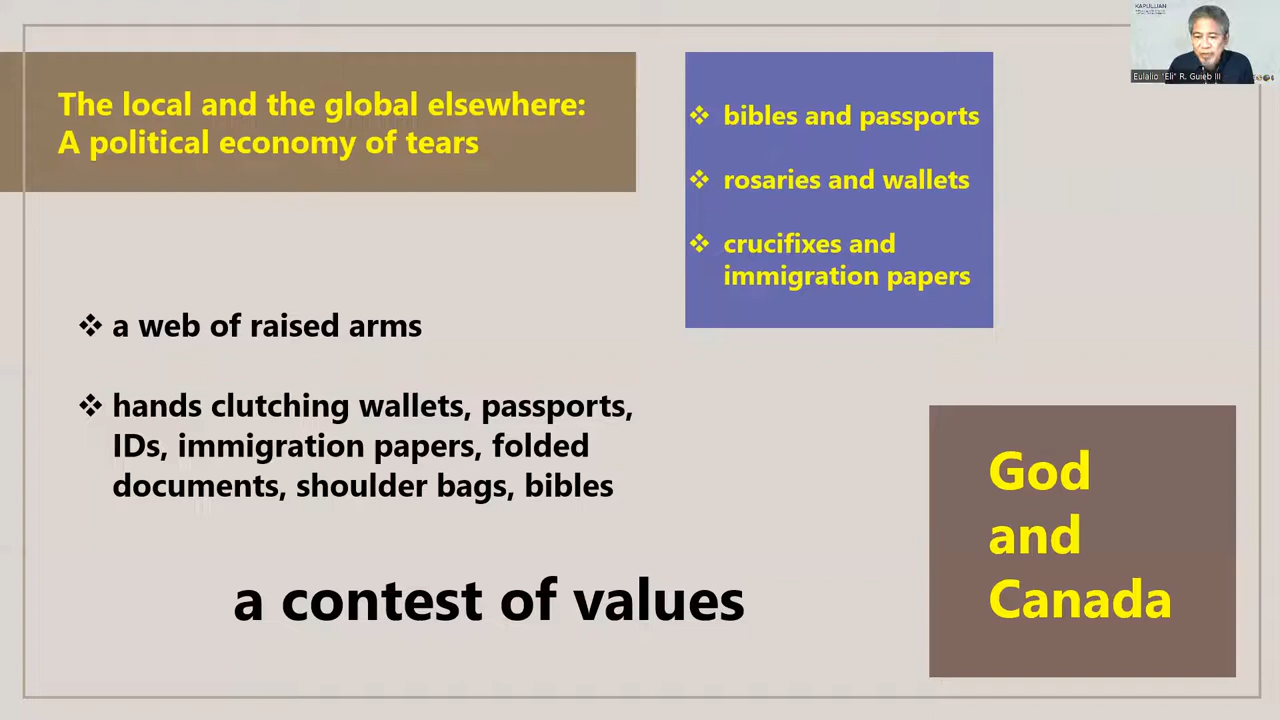 KAPULLIAN
Eulalio "Eli" R. Guieb III
The local and the global elsewhere:
A political economy of tears
❖ bibles and passports
❖ rosaries and wallets
❖ crucifixes and
immigration papers
❖ a web of raised arms
❖ hands clutching wallets, passports,
IDs, immigration papers, folded
documents, shoulder bags, bibles
a contest of values
God
and
Canada